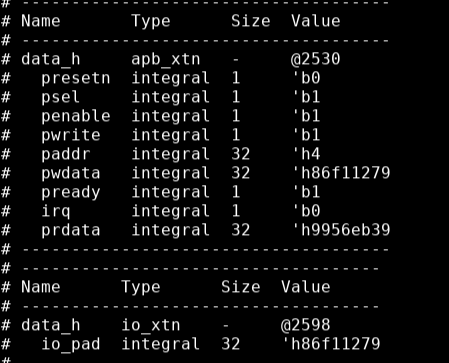 # ---------------------------------------
# Name Type Size Value
# ---------------------------------------
# data_h apb_xtn - @2530
# presetn integral 1 'b0
# psel integral 1 'b1
# penable integral 1 'b1
# pwrite integral 1 'b1
# paddr integral 32 'h4
# pwdata integral 32 'h86f11279
# pready integral 1 'b1
# irq integral 1 'b0
# prdata integral 32 'h9956eb39
# ---------------------------------------
# --------------------------------------
# Name Type Size Value
# --------------------------------------
# data_h io_xtn - @2598
# io_pad integral 32 'h86f11279
#